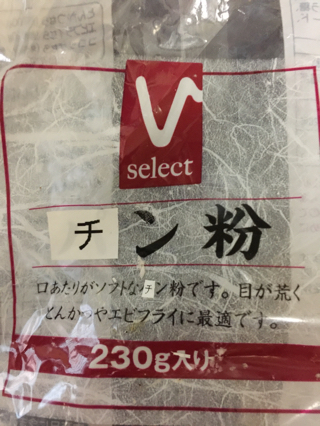 V
select
チン粉
口あたりがソフトなチン粉です。目が荒く
とんかつやエビフライに最適です。
230g入り